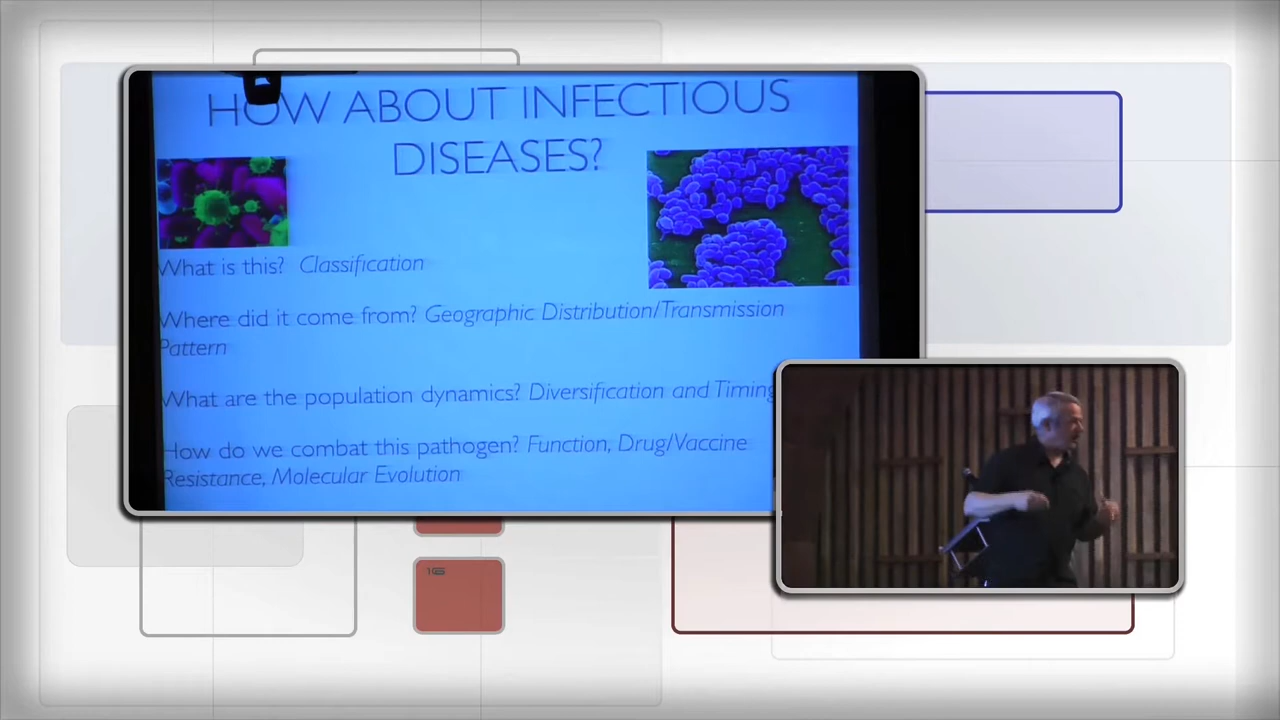 HOW ABOUT INFECTIOUS
DISEASES?
What is this? Classification
Where did it come from? Geographic Distribution/Transmission
Pattern
What are the population dynamics? Diversification and Timing
How do we combat this pathogen? Function, Drug/Vaccine
Resistance, Molecular Evolution
16